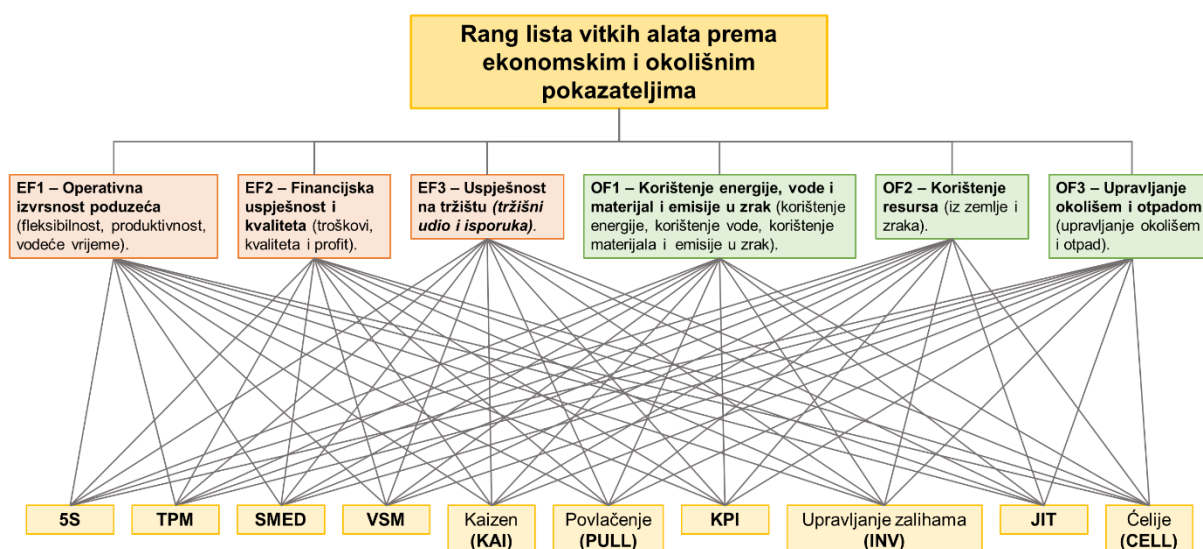 Rang lista vitkih alata prema
ekonomskim i okolišnim
pokazateljima
EF1 – Operativna
izvrsnost poduzeća
(fleksibilnost, produktivnost,
vodeće vrijeme).
EF2 – Financijska
uspješnost i
kvaliteta (troškovi,
kvaliteta i profit).
EF3 – Uspješnost
na tržištu (tržišni
udio i isporuka).
OF1 – Korištenje energije, vode i
materijal i emisije u zrak (korištenje
energije, korištenje vode, korištenje
materijala i emisije u zrak).
OF2 – Korištenje
resursa (iz zemlje i
zraka).
OF3 – Upravljanje
okolišem i otpadom
(upravljanje okolišem
i otpad).
5S
TPM
SMED
VSM
Kaizen
(KAI)
Povlačenje
(PULL)
KPI
Upravljanje zalihama
(INV)
JIT
Ćelije
(CELL)